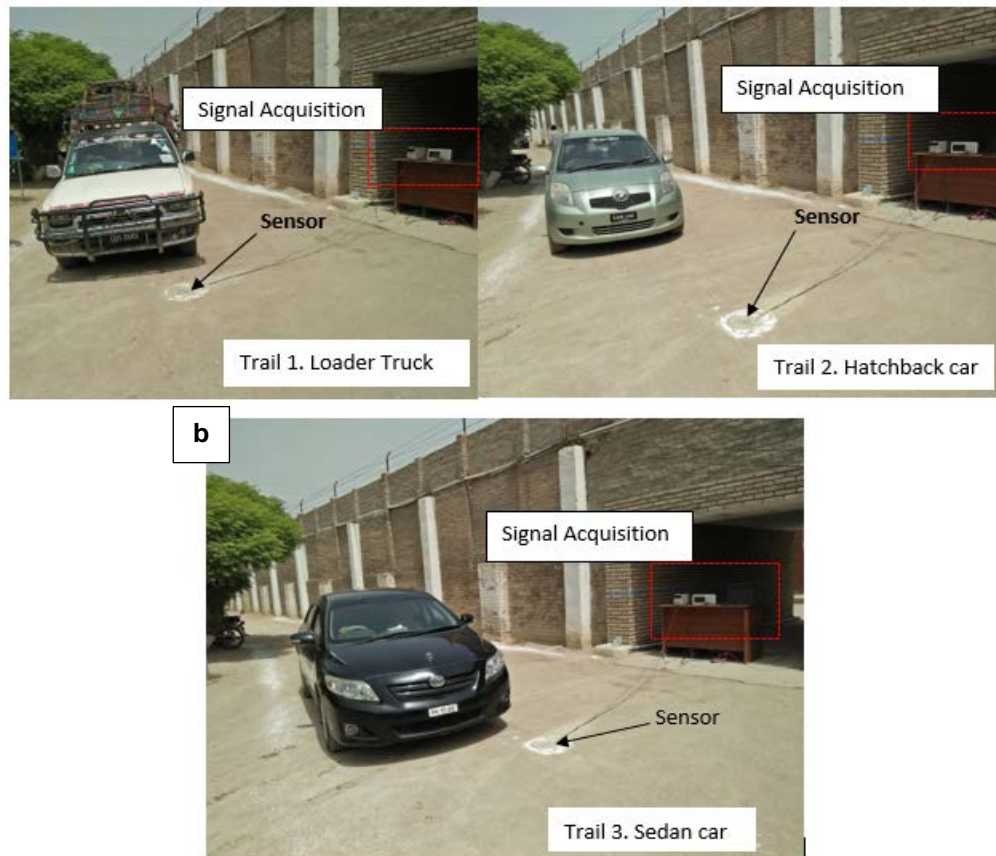 Signal Acquisition
Sensor
Trail 1. Loader Truck
Signal Acquisition
Sensor
Trail 2. Hatchback car
b
Signal Acquisition
Sensor
Trail 3. Sedan car